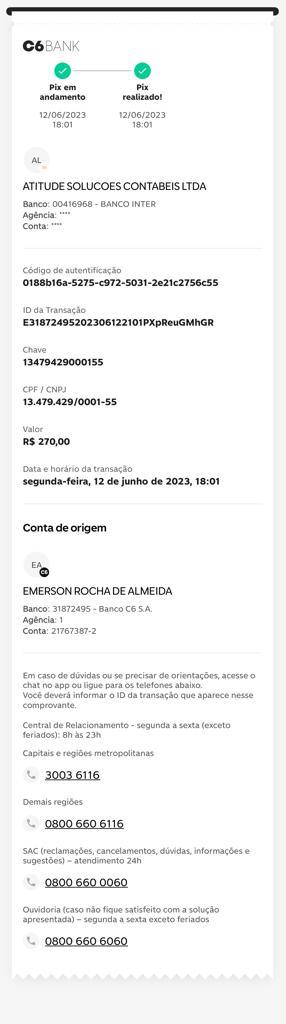 C6BANK
Pix em
andamento
12/06/2023
18:01
Pix
realizado!
12/06/2023
18:01
AL
ATITUDE SOLUCOES CONTABEIS LTDA
Banco: 00416968 - BANCO INTER
Agência: ****
Conta: ****
Código de autentificação
0188b16a-5275-c972-5031-2e21c2756c55
ID da Transação
E31872495202306122101PXpReuGMhGR
Chave
13479429000155
CPF / CNPJ
13.479.429/0001-55
Valor
R$ 270,00
Data e horário da transação
segunda-feira, 12 de junho de 2023, 18:01
Conta de origem
EA
C6
EMERSON ROCHA DE ALMEIDA
Banco: 31872495 - Banco C6 S.A.
Agência: 1
Conta: 21767387-2
Em caso de dúvidas ou se precisar de orientações, acesse o
chat no app ou ligue para os telefones abaixo.
Você deverá informar o ID da transação que aparece nesse
comprovante.
Central de Relacionamento - segunda a sexta (exceto
feriados): 8h às 23h
Capitais e regiões metropolitanas
3003 6116
Demais regiões
0800 660 6116
SAC (reclamações, cancelamentos, dúvidas, informações e
sugestões) – atendimento 24h
0800 660 0060
Ouvidoria (caso não fique satisfeito com a solução
apresentada) – segunda a sexta exceto feriados
0800 660 6060